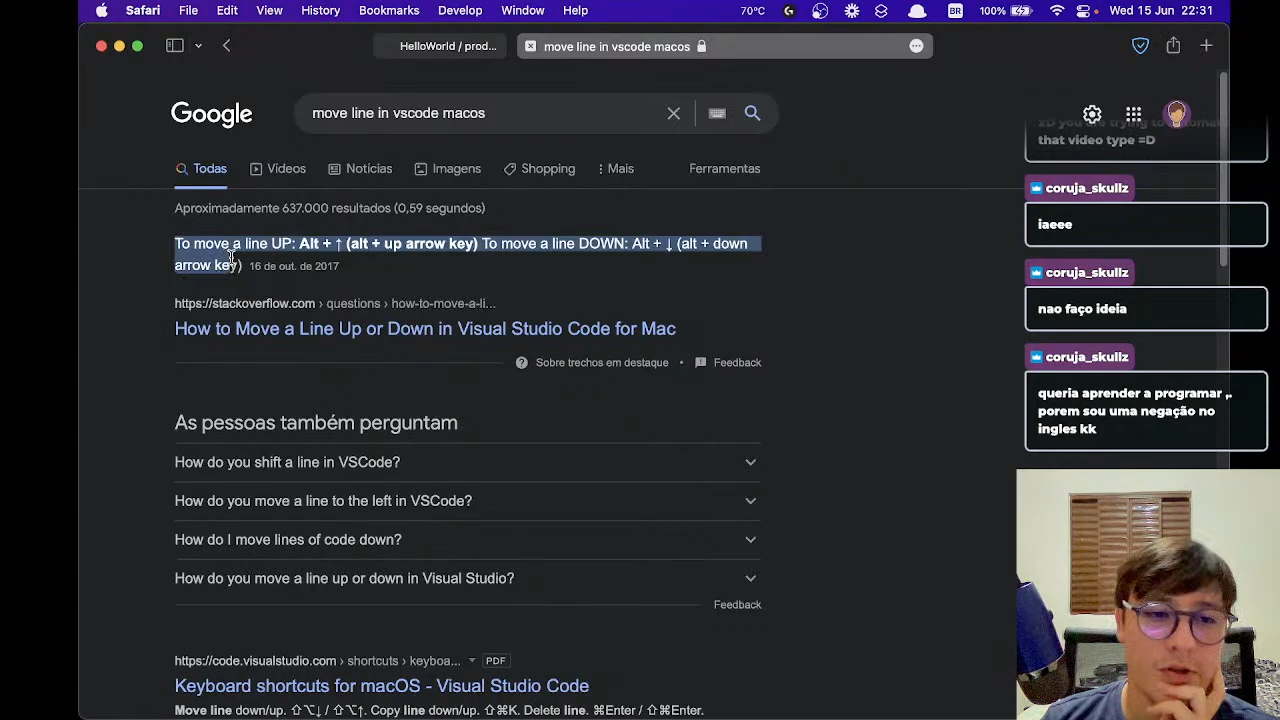 Safari File Edit View History Bookmarks Develop Window Help 70°C BR 100% Wed 15 Jun 22:31
HelloWorld / prod... move line in vscode macos
Google move line in vscode macos
Todas Vídeos Notícias Imagens Shopping Mais Ferramentas
Aproximadamente 637.000 resultados (0,59 segundos)
To move a line UP: Alt + ↑ (alt + up arrow key) To move a line DOWN: Alt + ↓ (alt + down
arrow key) 16 de out. de 2017
https://stackoverflow.com › questions › how-to-move-a-li...
How to Move a Line Up or Down in Visual Studio Code for Mac
Sobre trechos em destaque • Feedback
As pessoas também perguntam
How do you shift a line in VSCode?
How do you move a line to the left in VSCode?
How do I move lines of code down?
How do you move a line up or down in Visual Studio?
Feedback
https://code.visualstudio.com › shortcuts › keyboa... PDF
Keyboard shortcuts for macOS - Visual Studio Code
Move line down/up. ⇧⌥↓ / ⇧⌥↑. Copy line down/up. ⇧⌘K. Delete line. ⌘Enter / ⇧⌘Enter.
xD you are trying to
that video type =D
coruja_skullz
iaeee
coruja_skullz
nao faço ideia
coruja_skullz
queria aprender a programar ,.
porem sou uma negação no
ingles kk